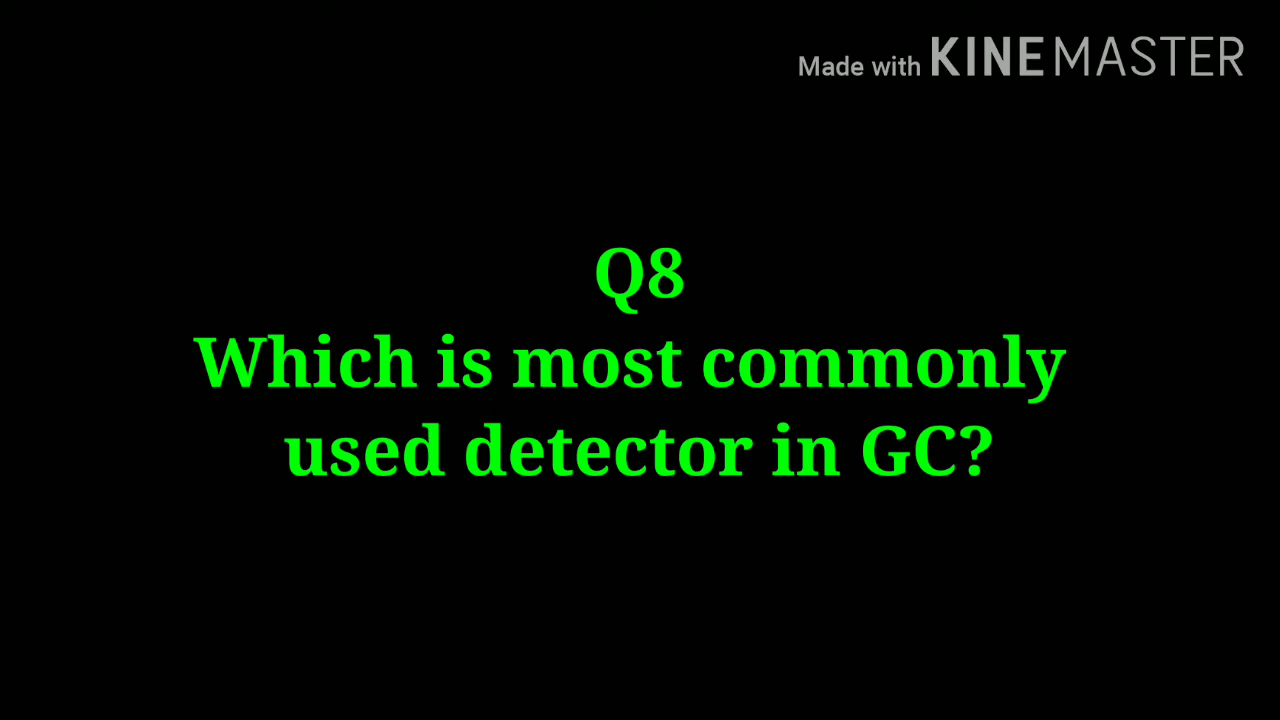 Made with KINEMASTER
Q8
Which is most commonly
used detector in GC?